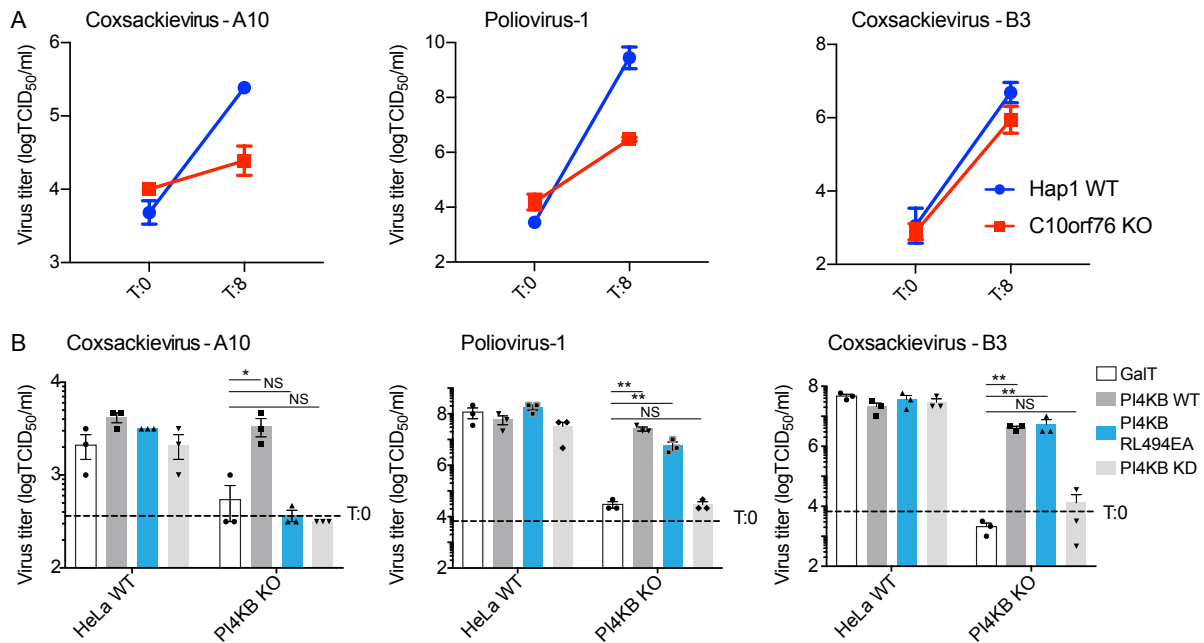 A
Coxsackievirus - A10
Virus titer (logTCID50/ml)
6
5
4
3
T:0
T:8
Poliovirus-1
Virus titer (logTCID50/ml)
10
8
6
4
2
T:0
T:8
Coxsackievirus - B3
Virus titer (logTCID50/ml)
8
6
4
2
T:0
T:8
Hap1 WT
C10orf76 KO
B
Coxsackievirus - A10
Virus titer (logTCID50/ml)
4
3
2
*
NS
NS
T:0
HeLa WT
PI4KB KO
Poliovirus-1
Virus titer (logTCID50/ml)
8
6
4
2
**
**
NS
T:0
HeLa WT
PI4KB KO
Coxsackievirus - B3
Virus titer (logTCID50/ml)
8
6
4
2
**
**
NS
T:0
HeLa WT
PI4KB KO
GalT
PI4KB WT
PI4KB
RL494EA
PI4KB KD